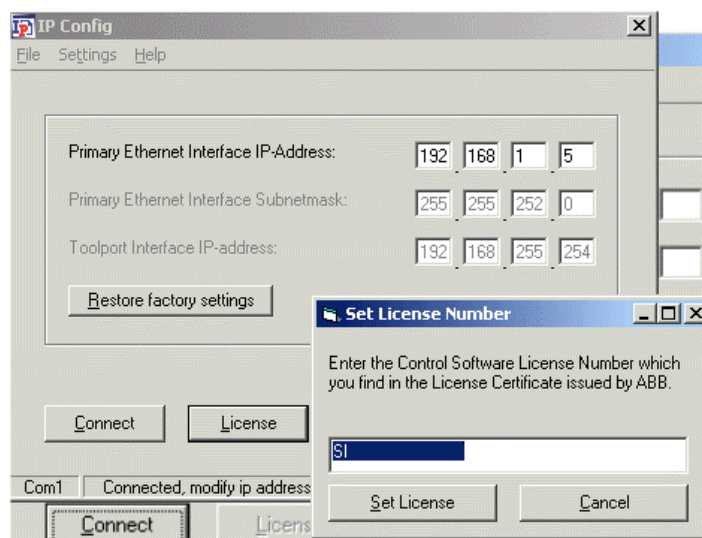 IP Config
File Settings Help
Primary Ethernet Interface IP-Address: 192 . 168 . 1 . 5
Primary Ethernet Interface Subnetmask: 255 . 255 . 252 . 0
Toolport Interface IP-address: 192 . 168 . 255 . 254
Restore factory settings
Set License Number
Enter the Control Software License Number which
you find in the License Certificate issued by ABB.
Connect License
SI
Com1 Connected, modify ip address
Set License Cancel
Connect Licens